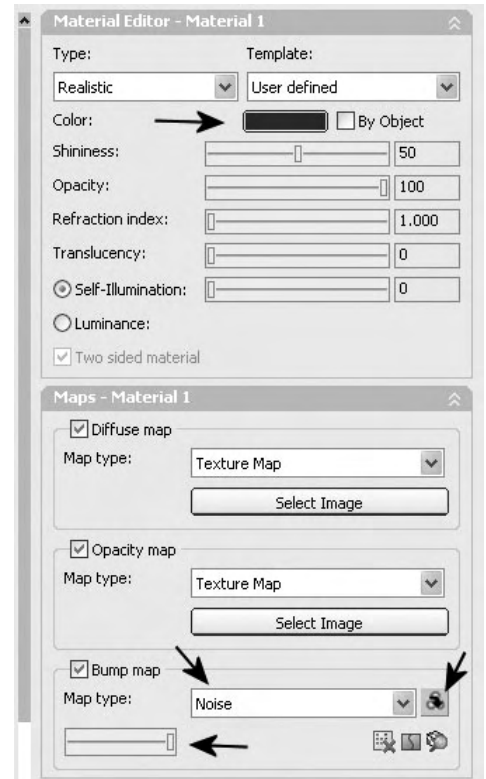 Material Editor - Material 1
Type: Template:
Realistic User defined
Color: By Object
Shininess: 50
Opacity: 100
Refraction index: 1.000
Translucency: 0
Self-Illumination: 0
Luminance:
Two sided material
Maps - Material 1
Diffuse map
Map type: Texture Map
Select Image
Opacity map
Map type: Texture Map
Select Image
Bump map
Map type: Noise